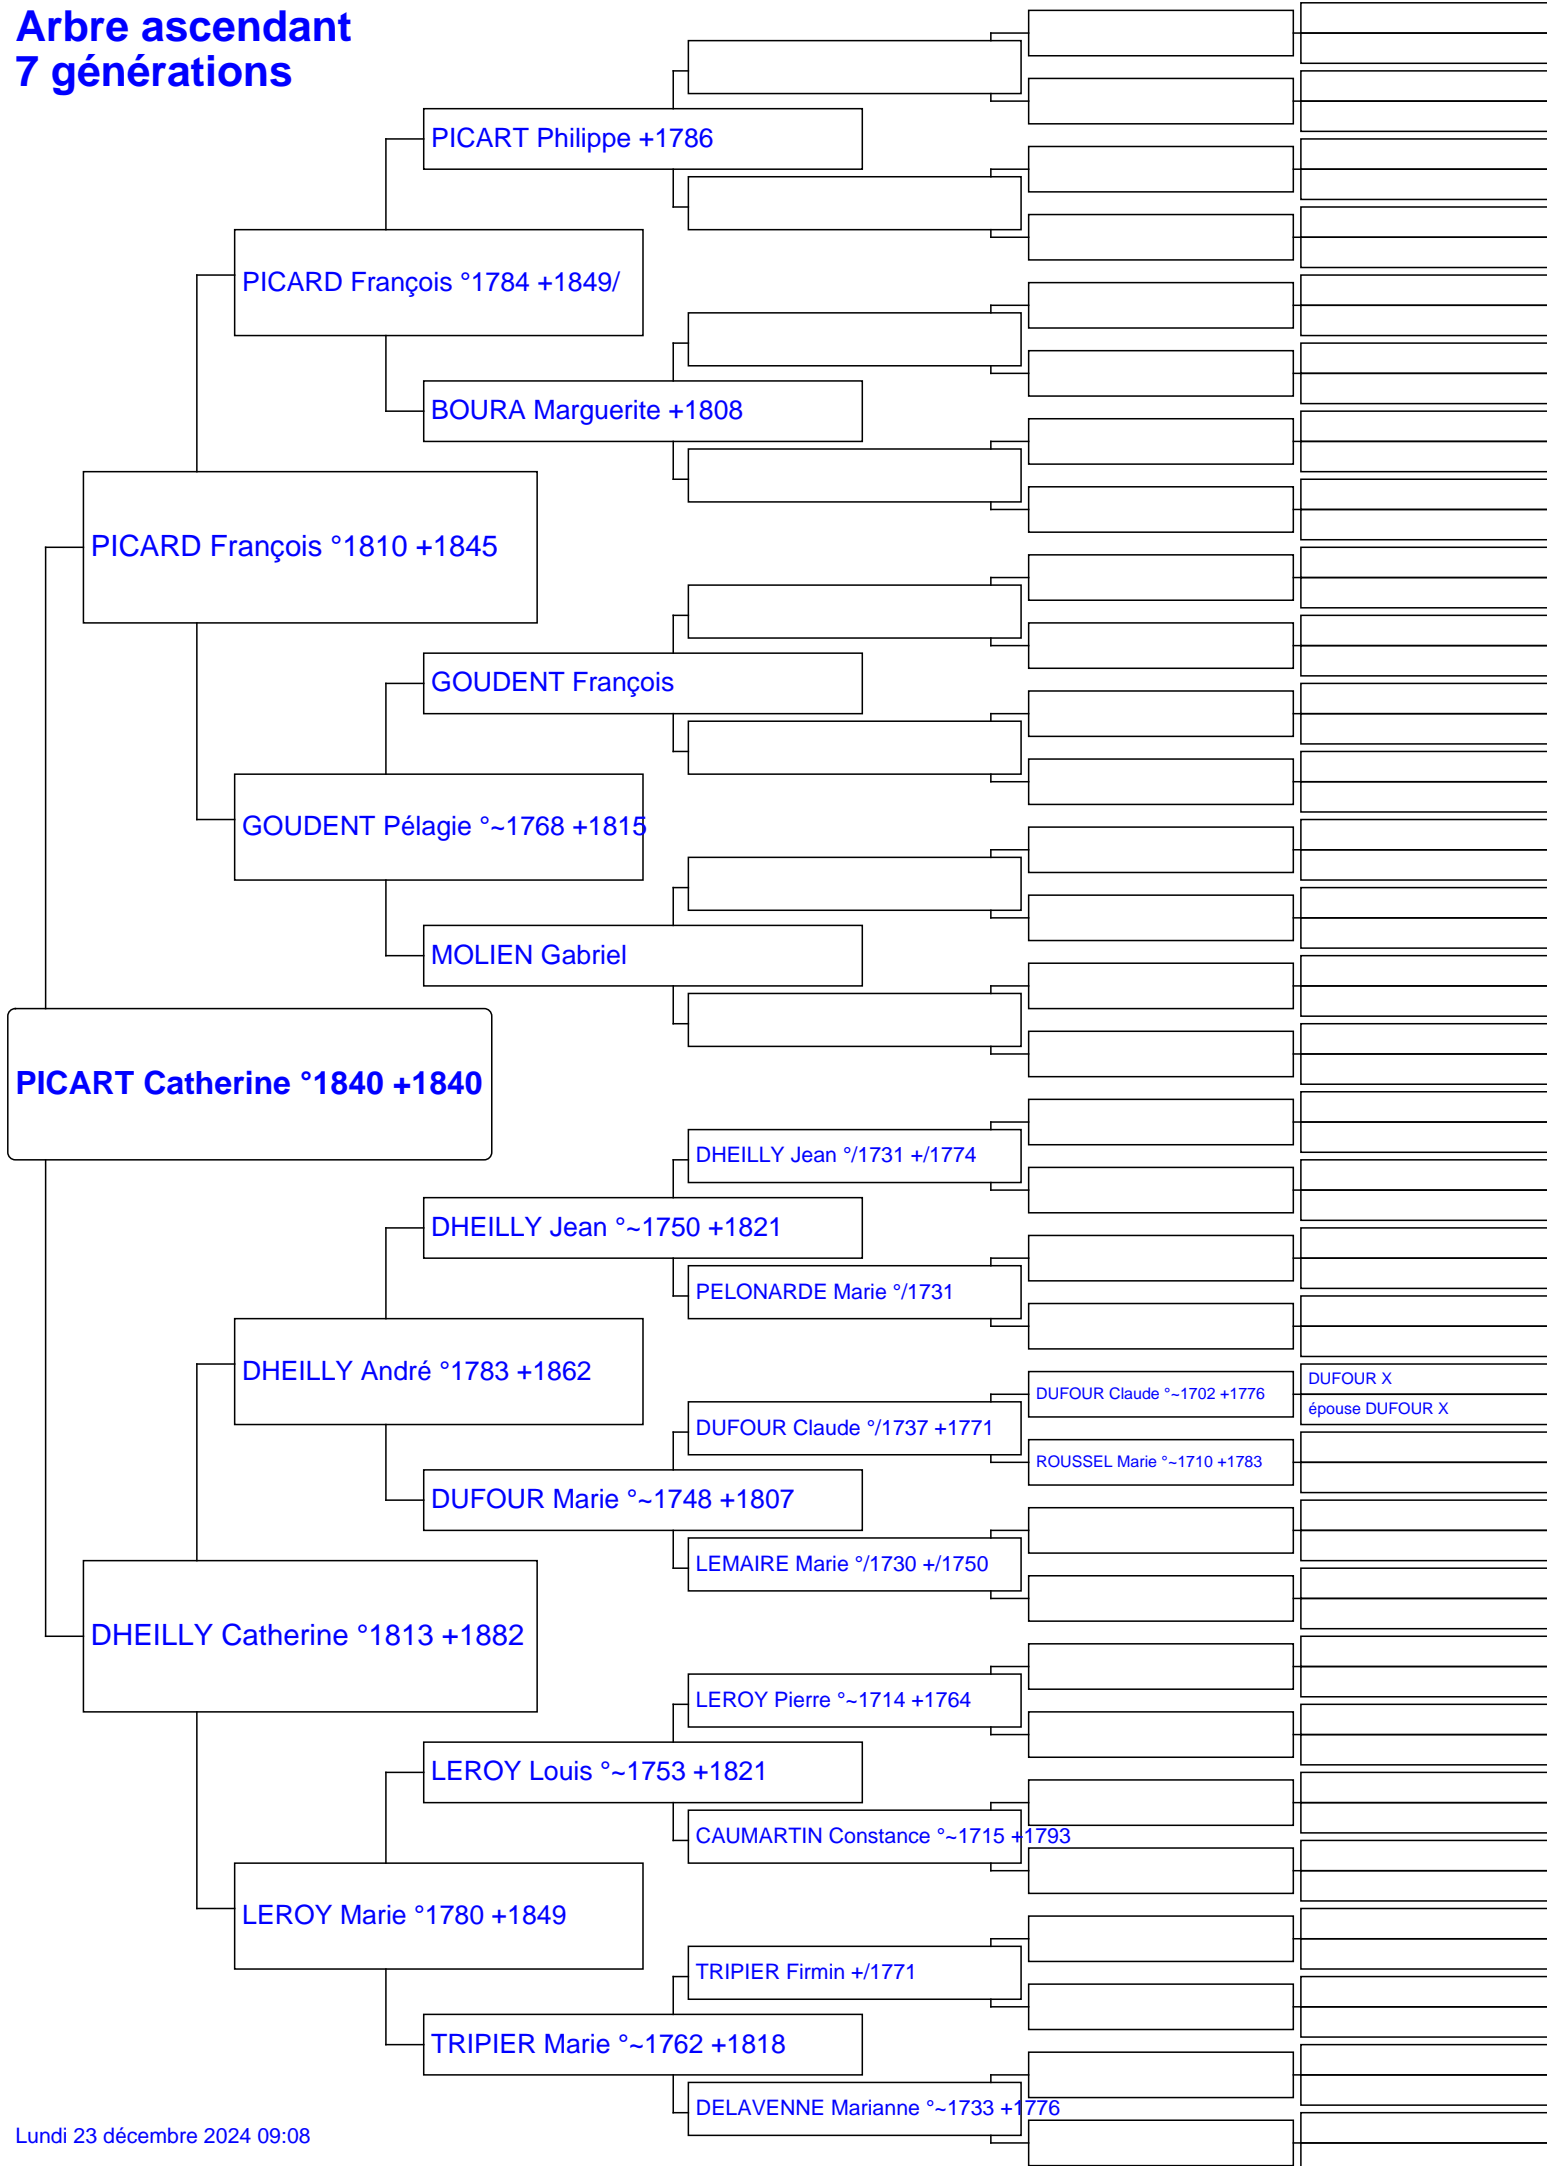 Arbre ascendant
7 générations
PICART Philippe +1786
PICARD François °1784 +1849/
BOURA Marguerite +1808
PICARD François °1810 +1845
GOUDENT François
GOUDENT Pélagie °~1768 +1815
MOLIEN Gabriel
PICART Catherine °1840 +1840
DHEILLY Jean °/1731 +/1774
DHEILLY Jean °~1750 +1821
PELONARDE Marie °/1731
DHEILLY André °1783 +1862
DUFOUR X
DUFOUR Claude °~1702 +1776
épouse DUFOUR X
DUFOUR Claude °/1737 +1771
ROUSSEL Marie °~1710 +1783
DUFOUR Marie °~1748 +1807
LEMAIRE Marie °/1730 +/1750
DHEILLY Catherine °1813 +1882
LEROY Pierre °~1714 +1764
LEROY Louis °~1753 +1821
CAUMARTIN Constance °~1715 +1793
LEROY Marie °1780 +1849
TRIPIER Firmin +/1771
TRIPIER Marie °~1762 +1818
DELAVENNE Marianne °~1733 +1776
Lundi 23 décembre 2024 09:08